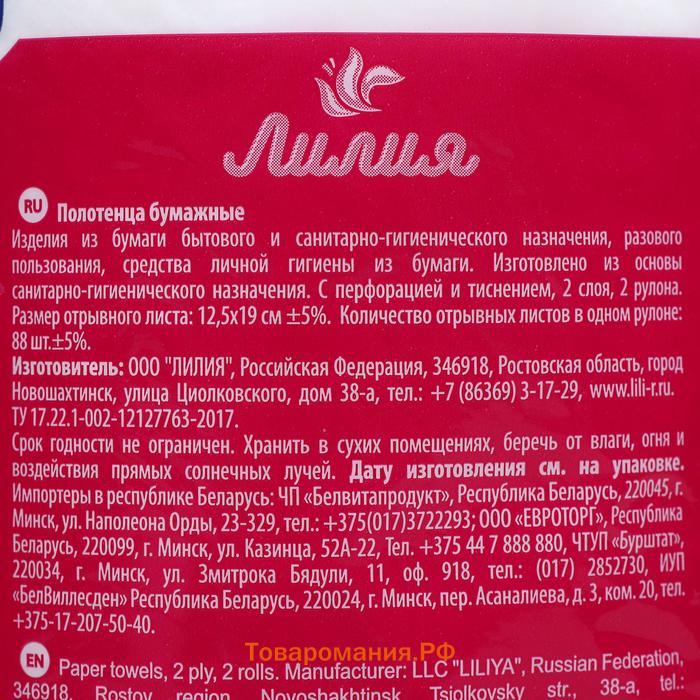 Лилия
RU Полотенца бумажные
Изделия из бумаги бытового и санитарно-гигиенического назначения, разового
пользования, средства личной гигиены из бумаги. Изготовлено из основы
санитарно-гигиенического назначения. С перфорацией и тиснением, 2 слоя, 2 рулона.
Размер отрывного листа: 12,5х19 см ±5%. Количество отрывных листов в одном рулоне:
88 шт.±5%.
Изготовитель: ООО "ЛИЛИЯ", Российская Федерация, 346918, Ростовская область, город
Новошахтинск, улица Циолковского, дом 38-а, тел.: +7 (86369) 3-17-29, www.lili-r.ru.
ТУ 17.22.1-002-12127763-2017.
Срок годности не ограничен. Хранить в сухих помещениях, беречь от влаги, огня и
воздействия прямых солнечных лучей. Дату изготовления см. на упаковке.
Импортеры в республике Беларусь: ЧП «Белвитапродукт», Республика Беларусь, 220045, г.
Минск, ул. Наполеона Орды, 23-329, тел.: +375(017)3722293; ООО «ЕВРОТОРГ», Республика
Беларусь, 220099, г. Минск, ул. Казинца, 52А-22, Тел. +375 44 7 888 880, ЧТУП «Бурштат»,
220034, г. Минск, ул. Змитрока Бядули, 11, оф. 918, тел.: (017) 2852730, ИУП
«БелВиллесден» Республика Беларусь, 220024, г. Минск, пер. Асаналиева, д. 3, ком. 20, тел.
+375-17-207-50-40.
Товаромания.РФ
EN Paper towels, 2 ply, 2 rolls. Manufacturer: LLC "LILIYA", Russian Federation,
346918, Rostov region, Novoshakhtinsk, Tsiolkovsky str., 38-a, tel.: